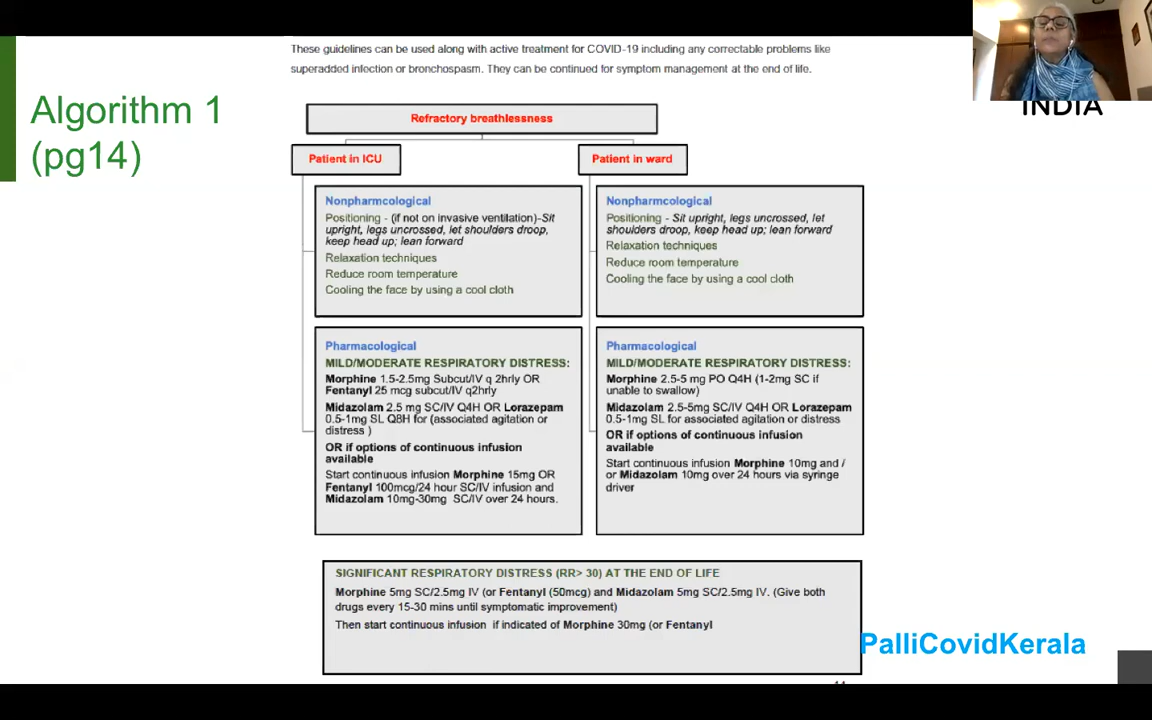 These guidelines can be used along with active treatment for COVID-19 including any correctable problems like
superadded infection or bronchospasm. They can be continued for symptom management at the end of life.
Algorithm 1
(pg14)
INDIA
Refractory breathlessness
Patient in ICU
Patient in ward
Nonpharmcological
Positioning - (if not on invasive ventilation)-Sit
upright, legs uncrossed, let shoulders droop,
keep head up; lean forward
Relaxation techniques
Reduce room temperature
Cooling the face by using a cool cloth
Nonpharmcological
Positioning - Sit upright, legs uncrossed, let
shoulders droop, keep head up; lean forward
Relaxation techniques
Reduce room temperature
Cooling the face by using a cool cloth
Pharmacological
MILD/MODERATE RESPIRATORY DISTRESS:
Morphine 1.5-2.5mg Subcut/IV q 2hrly OR
Fentanyl 25 mcg subcut/IV q2hrly
Midazolam 2.5 mg SC/IV Q4H OR Lorazepam
0.5-1mg SL Q8H for (associated agitation or
distress )
OR if options of continuous infusion
available
Start continuous infusion Morphine 15mg OR
Fentanyl 100mcg/24 hour SC/IV infusion and
Midazolam 10mg-30mg SC/IV over 24 hours.
Pharmacological
MILD/MODERATE RESPIRATORY DISTRESS:
Morphine 2.5-5 mg PO Q4H (1-2mg SC if
unable to swallow)
Midazolam 2.5-5mg SC/IV Q4H OR Lorazepam
0.5-1mg SL for associated agitation or distress
OR if options of continuous infusion
available
Start continuous infusion Morphine 10mg and /
or Midazolam 10mg over 24 hours via syringe
driver
SIGNIFICANT RESPIRATORY DISTRESS (RR> 30) AT THE END OF LIFE
Morphine 5mg SC/2.5mg IV (or Fentanyl (50mcg) and Midazolam 5mg SC/2.5mg IV. (Give both
drugs every 15-30 mins until symptomatic improvement)
Then start continuous infusion if indicated of Morphine 30mg (or Fentanyl
PalliCovidKerala